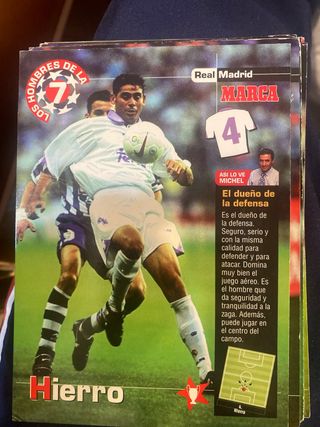 LOS HOMBRES DE LA
7
Real Madrid
MARCA
4
ASI LO VE
MICHEL
El dueño de
la defensa
Es el dueño de
la defensa.
Seguro, serio y
con la misma
calidad para
defender y para
atacar. Domina
muy bien el
juego aéreo. Es
el hombre que
da seguridad y
tranquilidad a la
zaga. Además,
puede jugar en
el centro del
campo.
4.
Hierro
Hierro